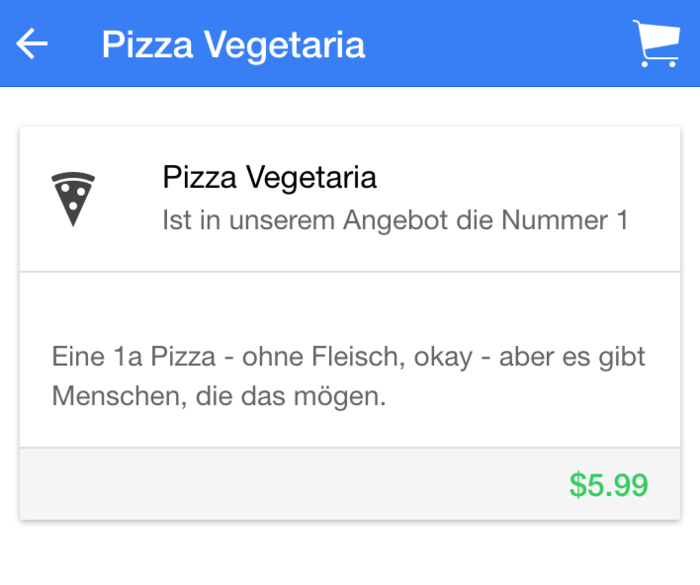 Pizza Vegetaria
Pizza Vegetaria
Ist in unserem Angebot die Nummer 1
Eine 1a Pizza - ohne Fleisch, okay - aber es gibt
Menschen, die das mögen.
$5.99